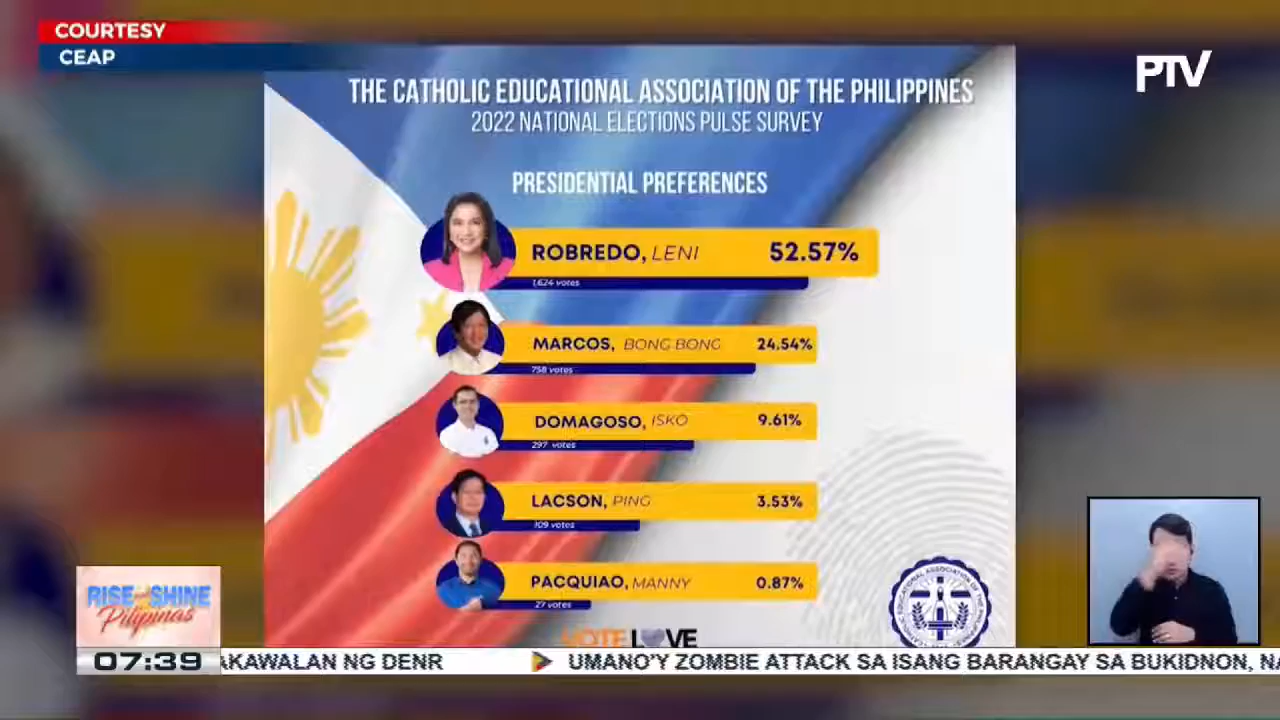 COURTESY
CEAP
PTV
THE CATHOLIC EDUCATIONAL ASSOCIATION OF THE PHILIPPINES
2022 NATIONAL ELECTIONS PULSE SURVEY
PRESIDENTIAL PREFERENCES
ROBREDO, LENI 52.57%
1,624 votes
MARCOS, BONG BONG 24.54%
758 votes
DOMAGOSO, ISKO 9.61%
297 votes
LACSON, PING 3.53%
109 votes
PACQUIAO, MANNY 0.87%
27 votes
VOTE LOVE
RISE SHINE
Pilipinas
07:39 AKAWALAN NG DENR UMANO'Y ZOMBIE ATTACK SA ISANG BARANGAY SA BUKIDNON, NA